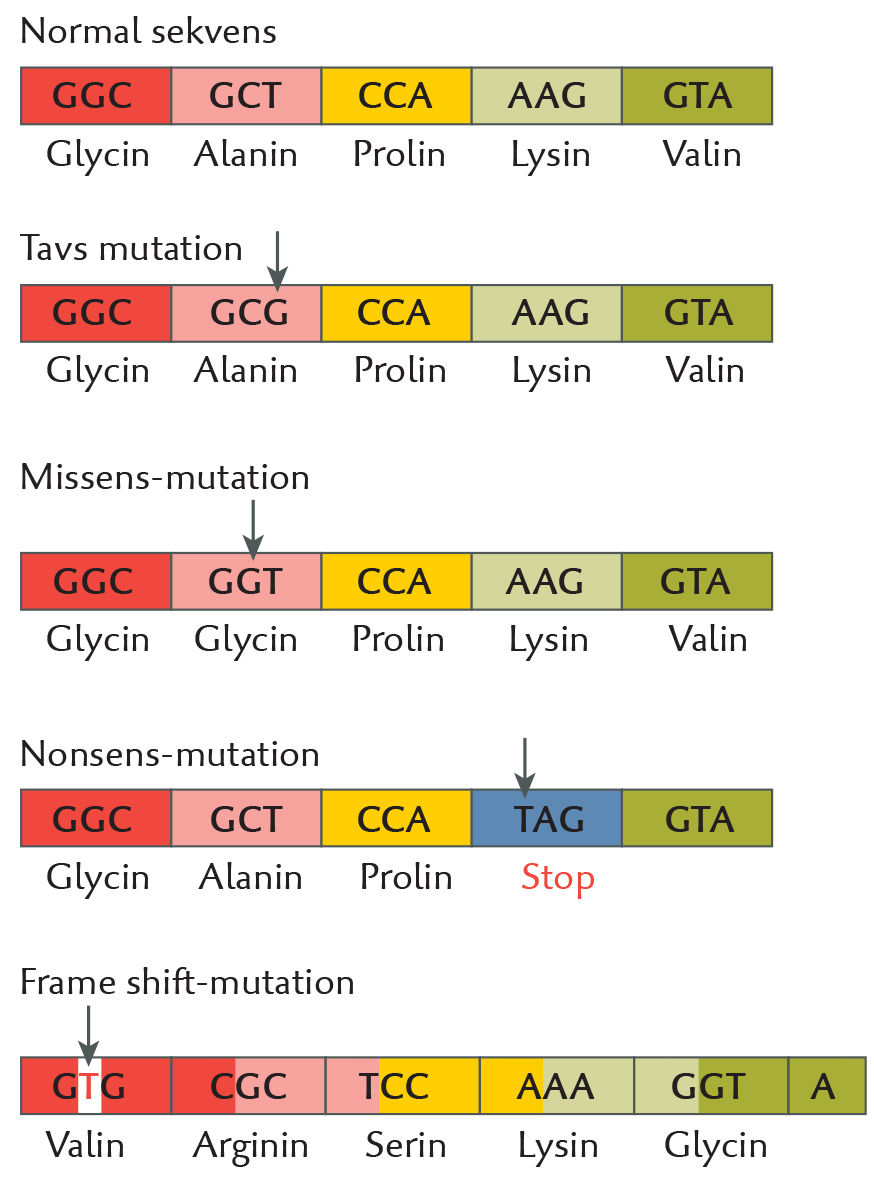 Normal sekvens
GGC GCT CCA AAG GTA
Glycin Alanin Prolin Lysin Valin
Tavs mutation
GGC GCG CCA AAG GTA
Glycin Alanin Prolin Lysin Valin
Missens-mutation
GGC GGT CCA AAG GTA
Glycin Glycin Prolin Lysin Valin
Nonsens-mutation
GGC GCT CCA TAG GTA
Glycin Alanin Prolin Stop
Frame shift-mutation
GTG CGC TCC AAA GGT A
Valin Arginin Serin Lysin Glycin